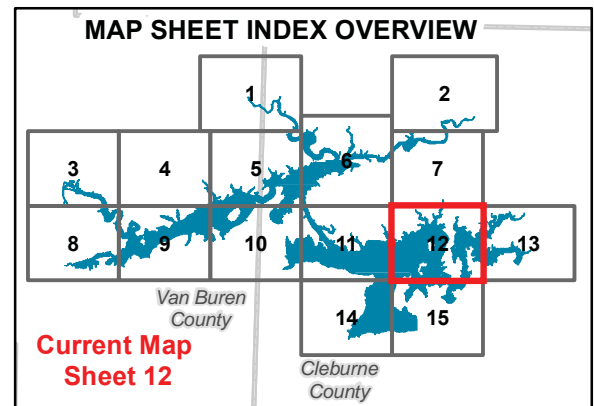 MAP SHEET INDEX OVERVIEW
1
2
3
4
5
6
7
8
9
10
11
12
13
Van Buren
County
14
15
Current Map
Sheet 12
Cleburne
County